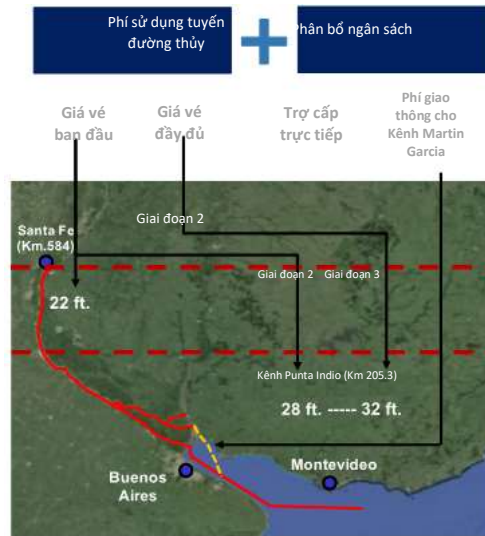 Phí sử dụng tuyến
đường thủy
Phân bổ ngân sách
Giá vé
ban đầu
Giá vé
đầy đủ
Trợ cấp
trực tiếp
Phí giao
thông cho
Kênh Martin
Garcia
Giai đoạn 2
Santa Fe
(Km.584)
Giai đoạn 2
Giai đoạn 3
22 ft.
Kênh Punta Indio (Km 205.3)
28 ft. ----- 32 ft.
Buenos
Aires
Montevideo